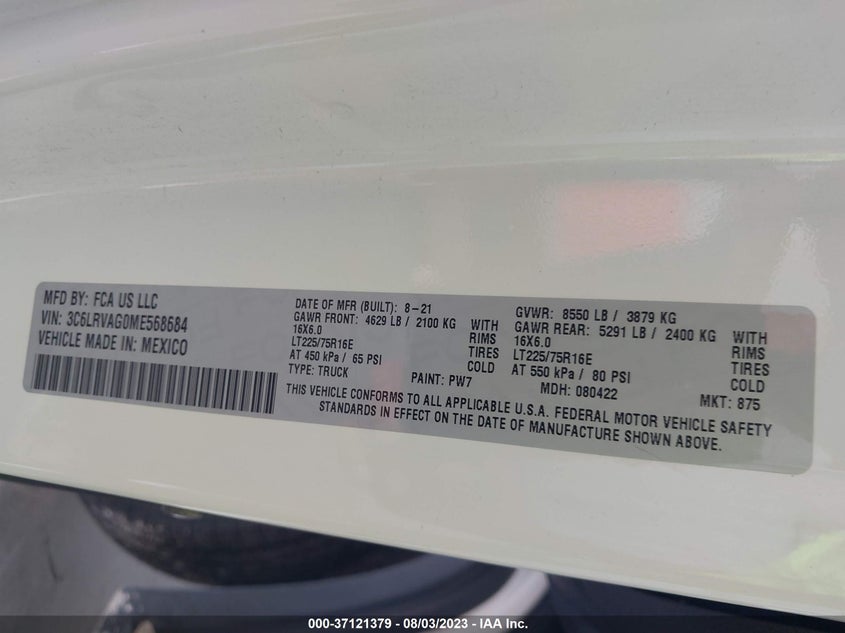 MFD BY: FCA US LLC
VIN: 3C6LRVAG0ME568684
VEHICLE MADE IN: MEXICO
DATE OF MFR (BUILT): 8-21
GAWR FRONT: 4629 LB / 2100 KG WITH
16X6.0 RIMS
LT225/75R16E TIRES
AT 450 kPa / 65 PSI COLD
TYPE: TRUCK
PAINT: PW7
GVWR: 8550 LB / 3879 KG
GAWR REAR: 5291 LB / 2400 KG WITH
16X6.0 RIMS
LT225/75R16E TIRES
AT 550 kPa / 80 PSI COLD
MDH: 080422
MKT: 875
THIS VEHICLE CONFORMS TO ALL APPLICABLE U.S.A. FEDERAL MOTOR VEHICLE SAFETY
STANDARDS IN EFFECT ON THE DATE OF MANUFACTURE SHOWN ABOVE.
000-37121379 - 08/03/2023 - IAA Inc.